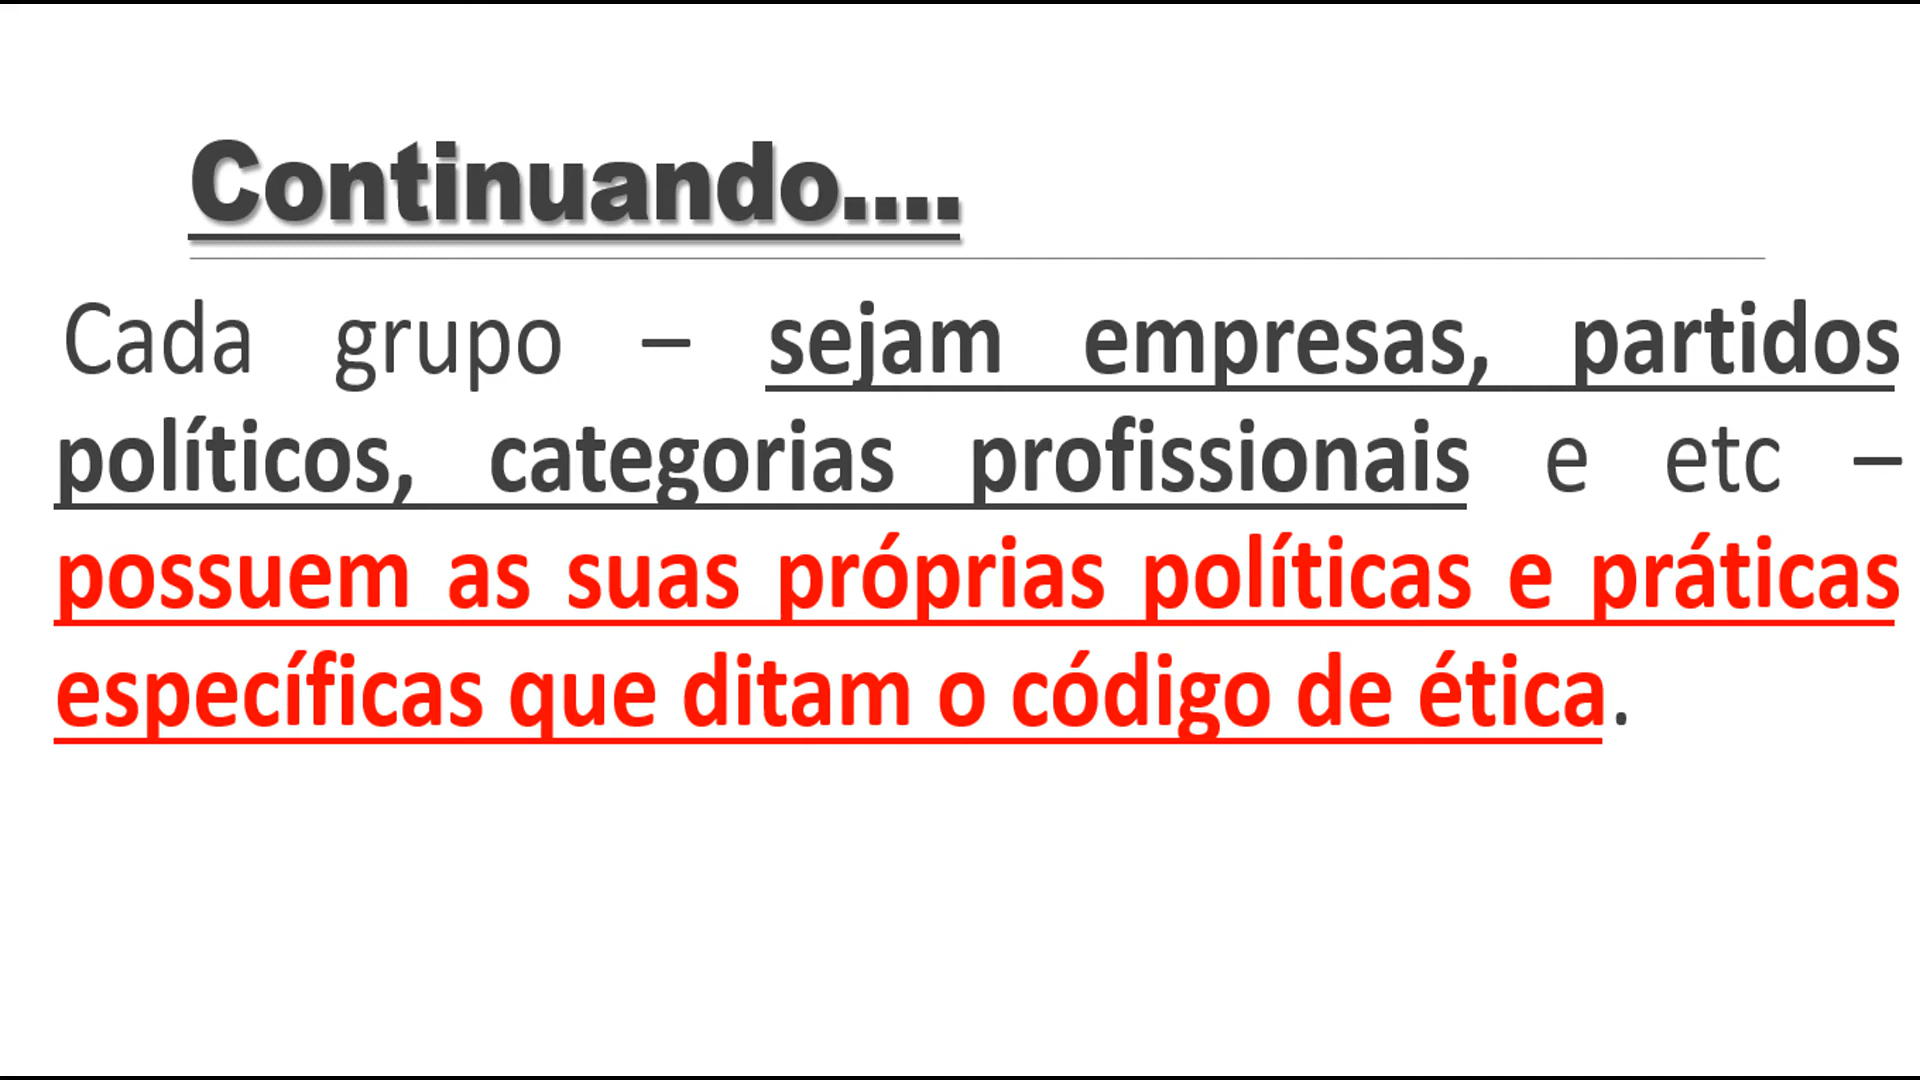 Continuando....
Cada grupo – sejam empresas, partidos
políticos, categorias profissionais e etc –
possuem as suas próprias políticas e práticas
específicas que ditam o código de ética.